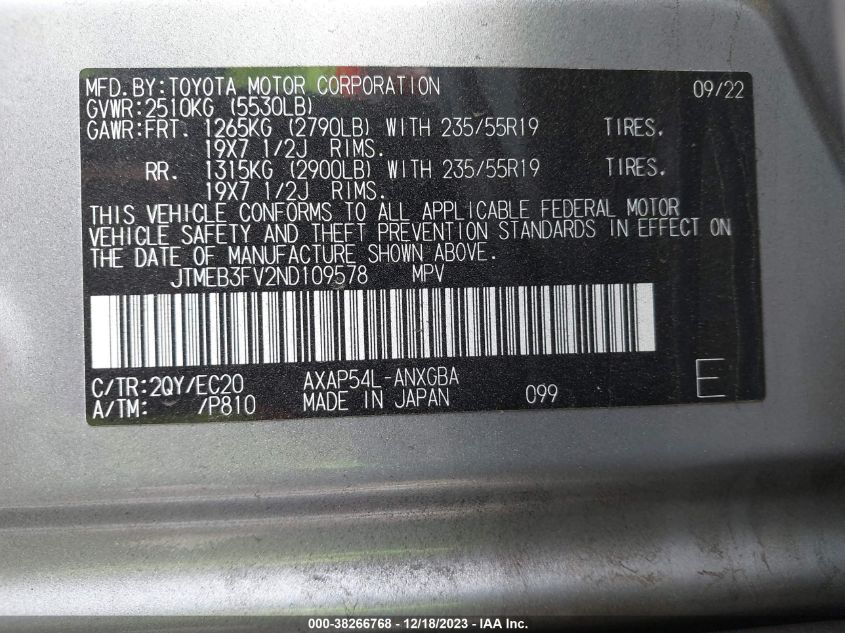 MFD.BY:TOYOTA MOTOR CORPORATION 09/22
GVWR:2510KG (5530LB)
GAWR:FRT. 1265KG (2790LB) WITH 235/55R19 TIRES.
19X7 1/2J RIMS.
RR. 1315KG (2900LB) WITH 235/55R19 TIRES.
19X7 1/2J RIMS.
THIS VEHICLE CONFORMS TO ALL APPLICABLE FEDERAL MOTOR
VEHICLE SAFETY AND THEFT PREVENTION STANDARDS IN EFFECT ON
THE DATE OF MANUFACTURE SHOWN ABOVE.
JTMEB3FV2ND109578 MPV
C/TR:2QY/EC20 AXAP54L-ANXGBA E
A/TM: /P810 MADE IN JAPAN 099
000-38266768 - 12/18/2023 - IAA Inc.